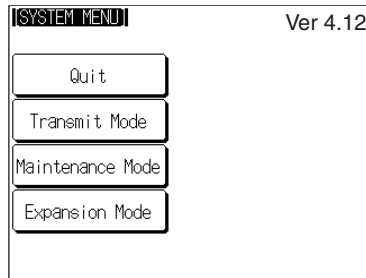 [SYSTEM MENU]
Ver 4.12
Quit
Transmit Mode
Maintenance Mode
Expansion Mode